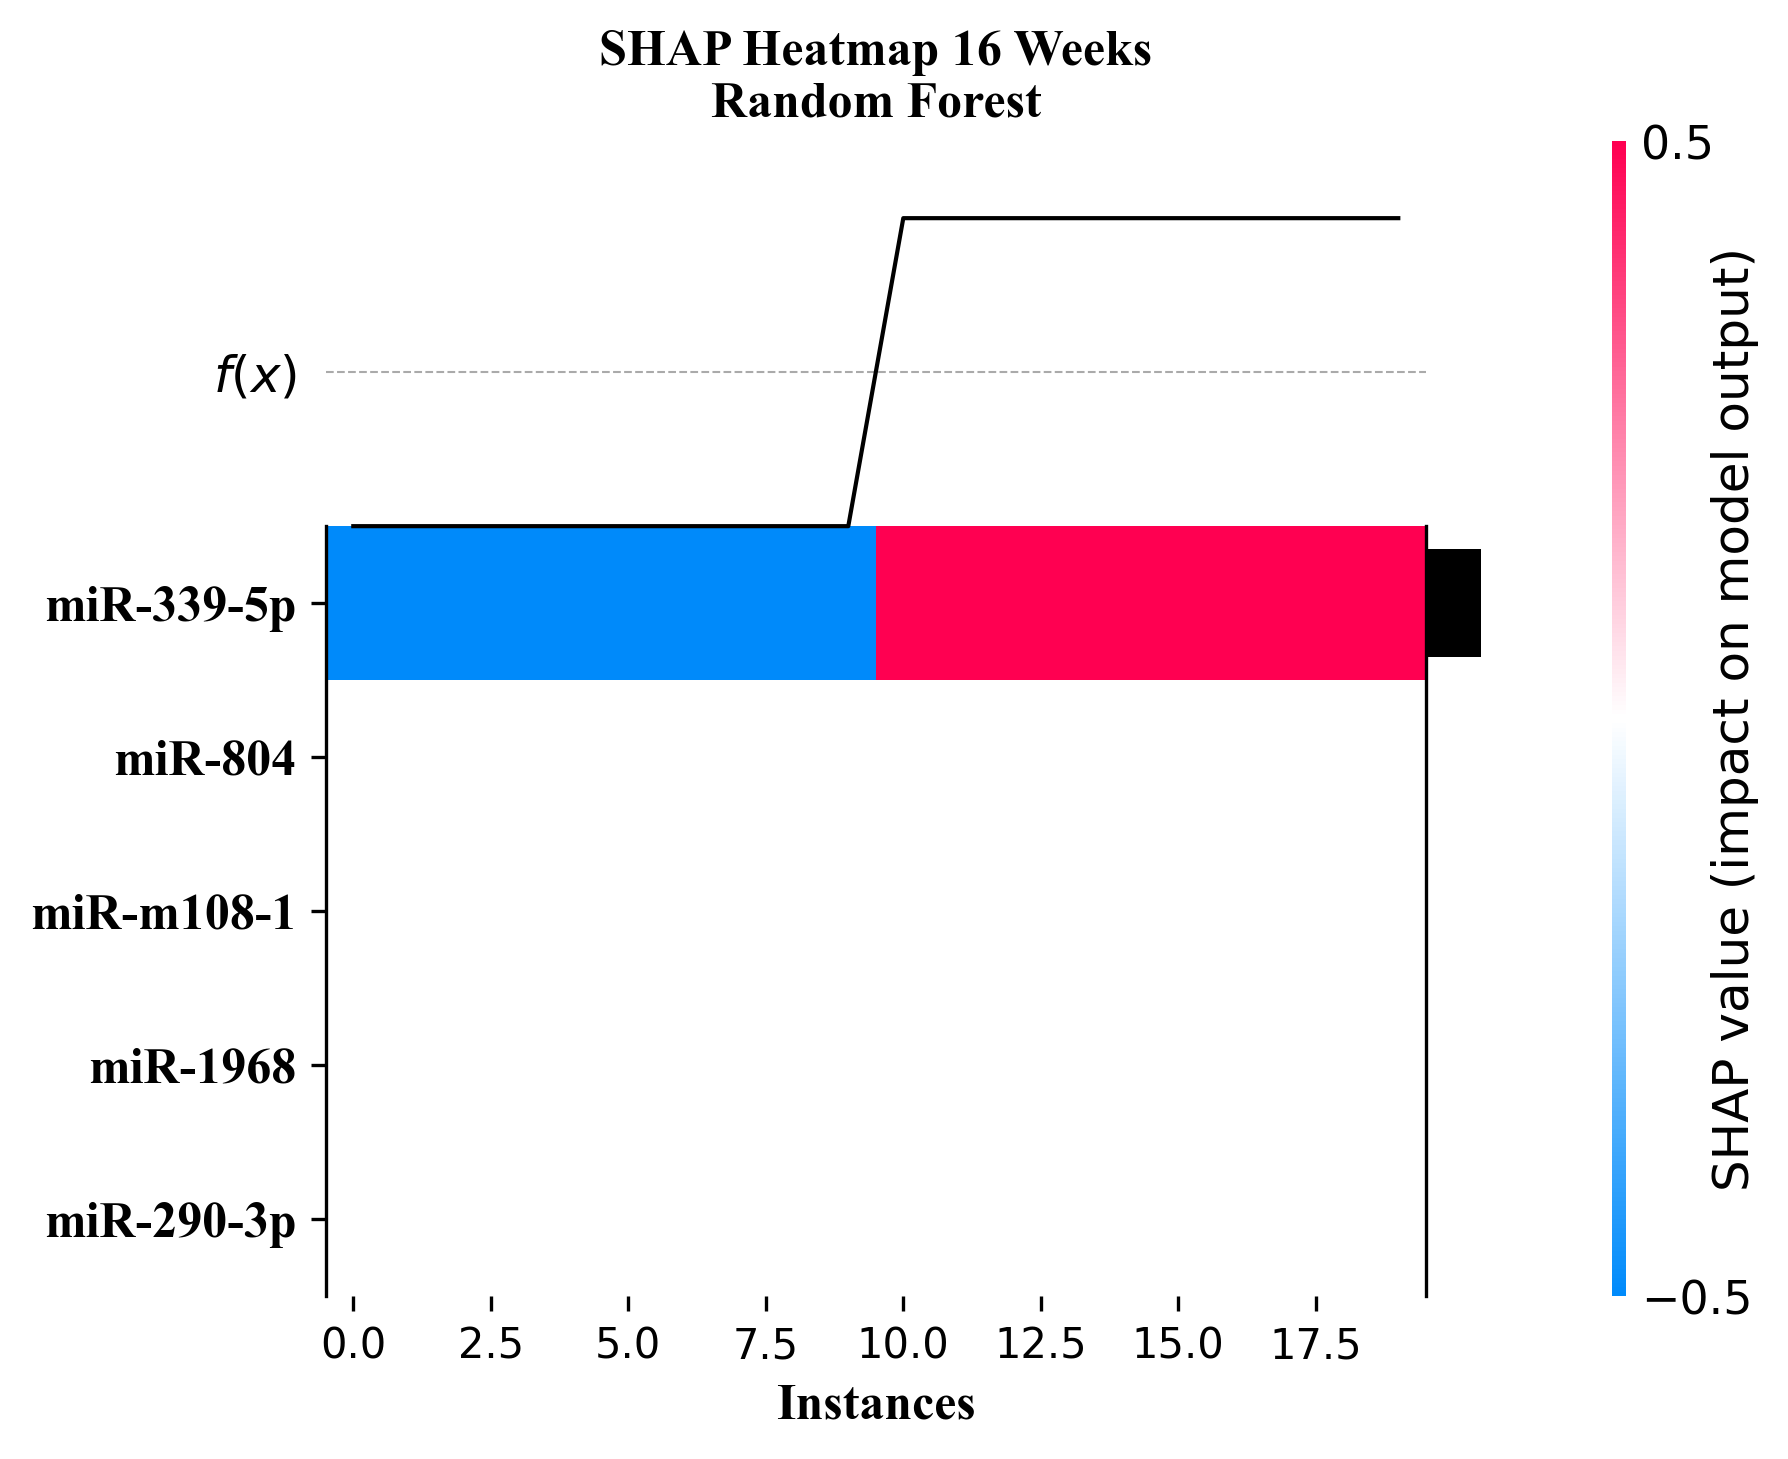 SHAP Heatmap 16 Weeks
Random Forest
f(x)
miR-339-5p
miR-804
miR-m108-1
miR-1968
miR-290-3p
0.0 2.5 5.0 7.5 10.0 12.5 15.0 17.5
Instances
0.5
SHAP value (impact on model output)
−0.5